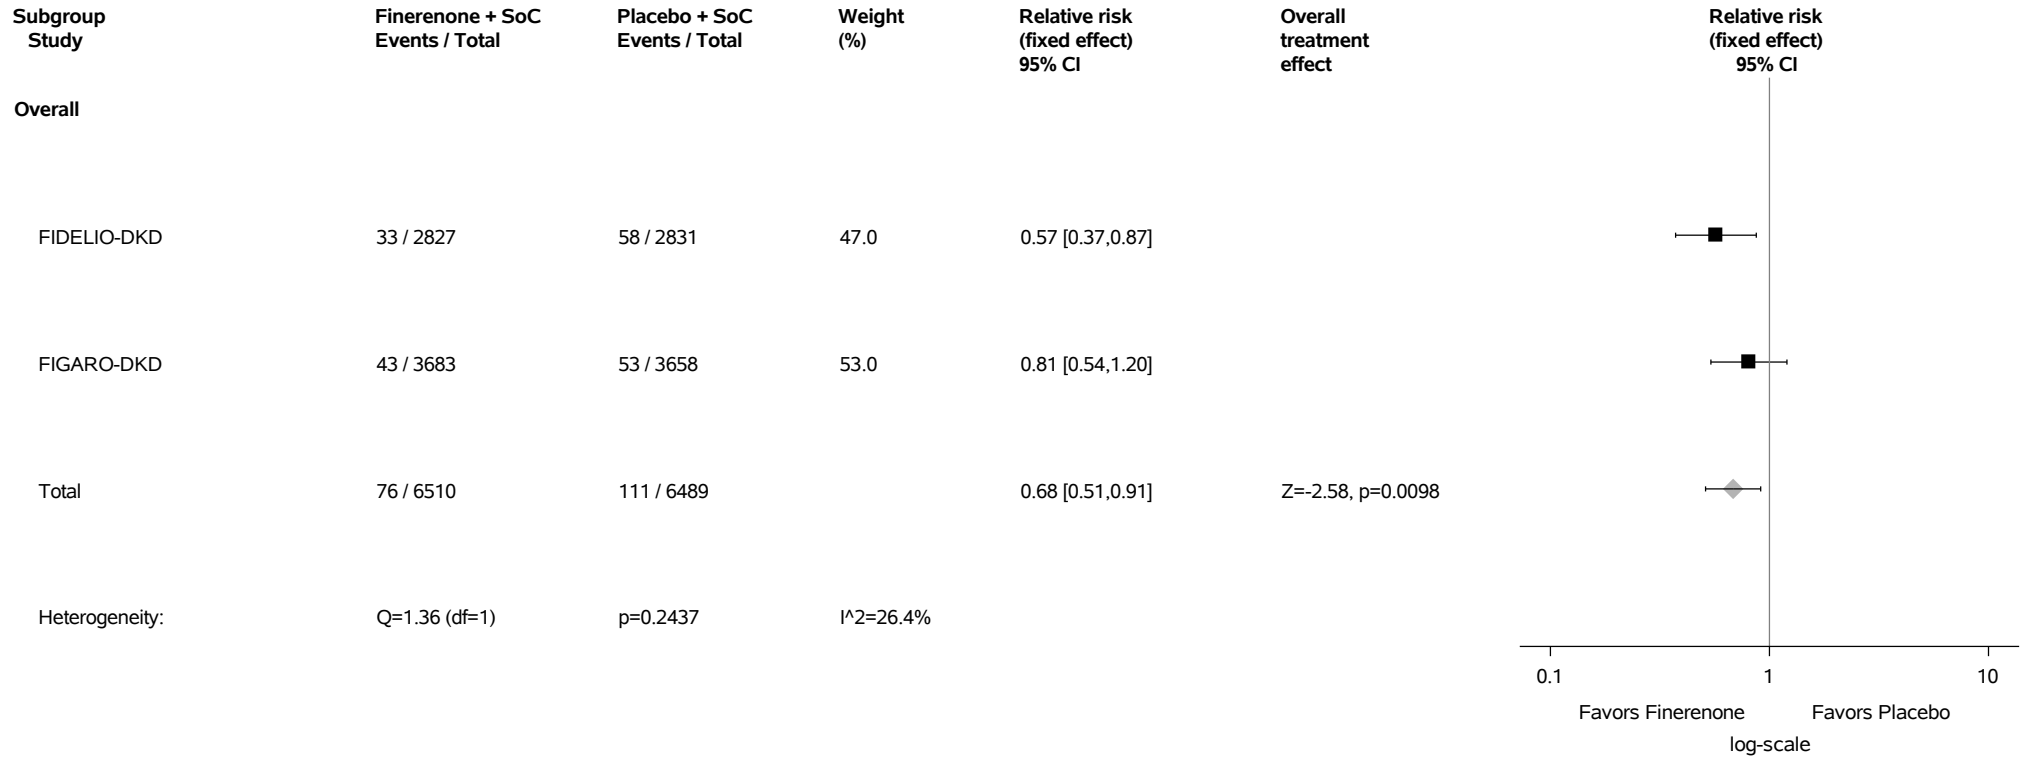 Subgroup Finerenone + SoC Placebo + SoC Weight Relative risk Overall Relative risk
Study Events / Total Events / Total (%) (fixed effect) treatment (fixed effect)
95% CI effect 95% CI
Overall
FIDELIO-DKD 33 / 2827 58 / 2831 47.0 0.57 [0.37,0.87]
FIGARO-DKD 43 / 3683 53 / 3658 53.0 0.81 [0.54,1.20]
Total 76 / 6510 111 / 6489 0.68 [0.51,0.91] Z=-2.58, p=0.0098
Heterogeneity: Q=1.36 (df=1) p=0.2437 I^2=26.4%
0.1 1 10
Favors Finerenone Favors Placebo
log-scale